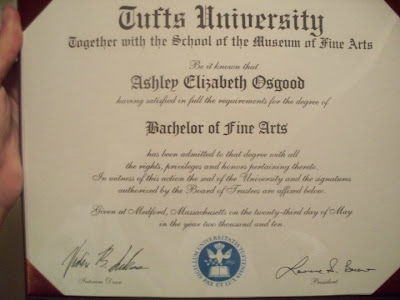 Tufts University
Together with the School of the Museum of Fine Arts
Be it known that
Ashley Elizabeth Osgood
having satisfied in full the requirements for the degree of
Bachelor of Fine Arts
has been admitted to that degree with all
the rights, privileges and honors pertaining thereto.
In witness of this action the seal of the University and the signatures
authorized by the Board of Trustees are affixed below.
Given at Medford, Massachusetts on the twenty-third day of May
in the year two thousand and ten.
Interim Dean
President